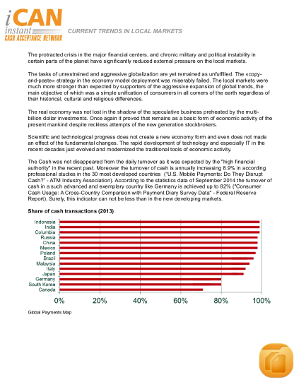 iCAN
instant
CASH ACCEPTANCE NETWORK
CURRENT TRENDS IN LOCAL MARKETS
The protracted crisis in the major financial centers, and chronic military and political instability in
certain parts of the planet have significantly reduced external pressure on the local markets.
The tasks of unrestrained and aggressive globalization are yet remained as unfulfilled. The «copy-
and-paste» strategy in the economy model deployment was miserably failed. The local markets were
much more stronger than expected by supporters of the aggressive expansion of global trends, the
main objective of which was a simple unification of consumers in all corners of the earth regardless of
their historical, cultural and religious differences.
The real economy was not lost in the shadow of the speculative business preheated by the multi-
billion dollar investments. Once again it proved that remains as a basic form of economic activity of the
present mankind despite reckless attempts of the new generation stockbrokers.
Scientific and technological progress does not create a new economy form and even does not made
an effect of the fundamental changes. The rapid development of technology and especially IT in the
recent decades just evolved and modernized the traditional tools of economic activity.
The Cash was not disappeared from the daily turnover as it was expected by the "high financial
authority" in the recent past. Moreover the turnover of cash is annually increasing 8.9% in accord
professional studies in the 30 most developed countries ("U.S. Mobile Payments: Do They Disrupt
Cash?" - ATM Industry Association). According to the statistics data of September 2014 the turnover of
cash in a such advanced and exemplary country like Germany is achieved up to 82% ("Consumer
Cash Usage: A Cross-Country Comparison with Payment Diary Survey Data" - Federal Reserve
Report). Surely, this indicator can not be less than in the new developing markets.
Share of cash transactions (2013)
Indonesia
India
Columbia
Russia
China
Mexico
Poland
Brazil
Malaysia
Italy
Japan
Germany
South Korea
Canada
0% 20% 40% 60% 80% 100%
Global Payments Map